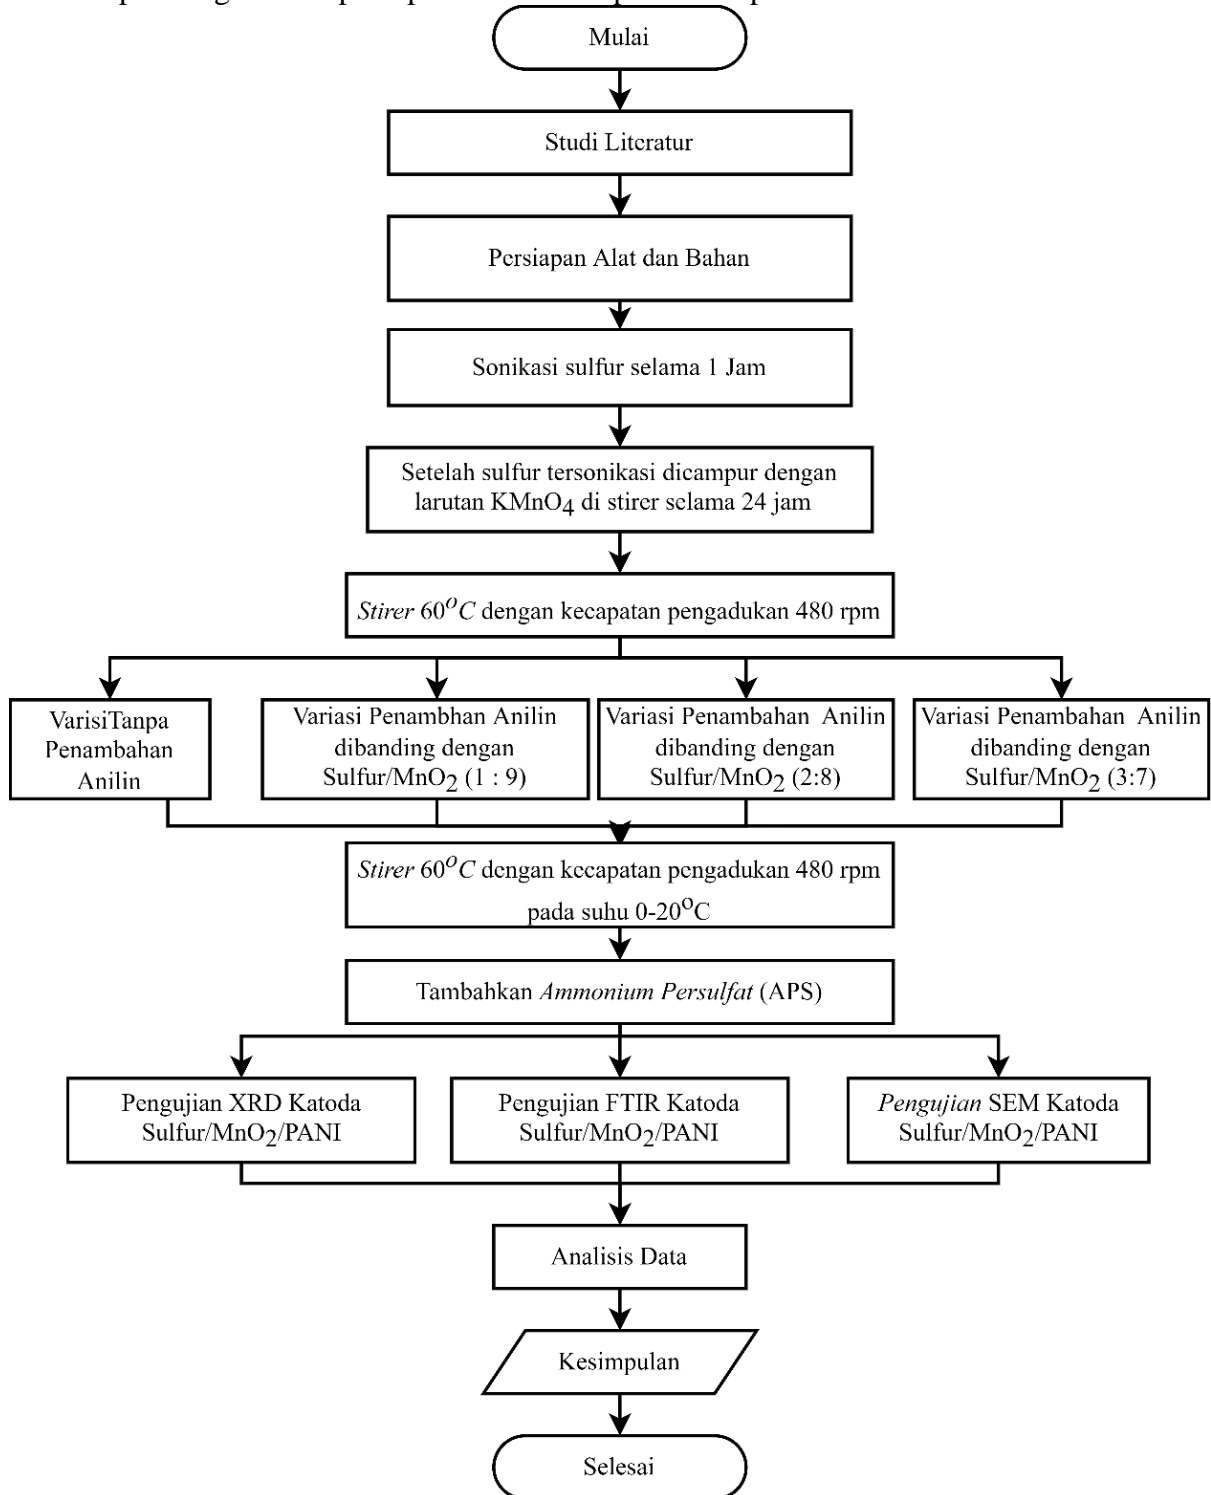 Mulai
Studi Literatur
Persiapan Alat dan Bahan
Sonikasi sulfur selama 1 Jam
Setelah sulfur tersonikasi dicampur dengan
larutan KMnO4 di stirer selama 24 jam
Stirer 60°C dengan kecapatan pengadukan 480 rpm
VarisiTanpa
Penambahan
Anilin
Variasi Penambhan Anilin
dibanding dengan
Sulfur/MnO2 (1 : 9)
Variasi Penambahan Anilin
dibanding dengan
Sulfur/MnO2 (2:8)
Variasi Penambahan Anilin
dibanding dengan
Sulfur/MnO2 (3:7)
Stirer 60°C dengan kecapatan pengadukan 480 rpm
pada suhu 0-20°C
Tambahkan Ammonium Persulfat (APS)
Pengujian XRD Katoda
Sulfur/MnO2/PANI
Pengujian FTIR Katoda
Sulfur/MnO2/PANI
Pengujian SEM Katoda
Sulfur/MnO2/PANI
Analisis Data
Kesimpulan
Selesai